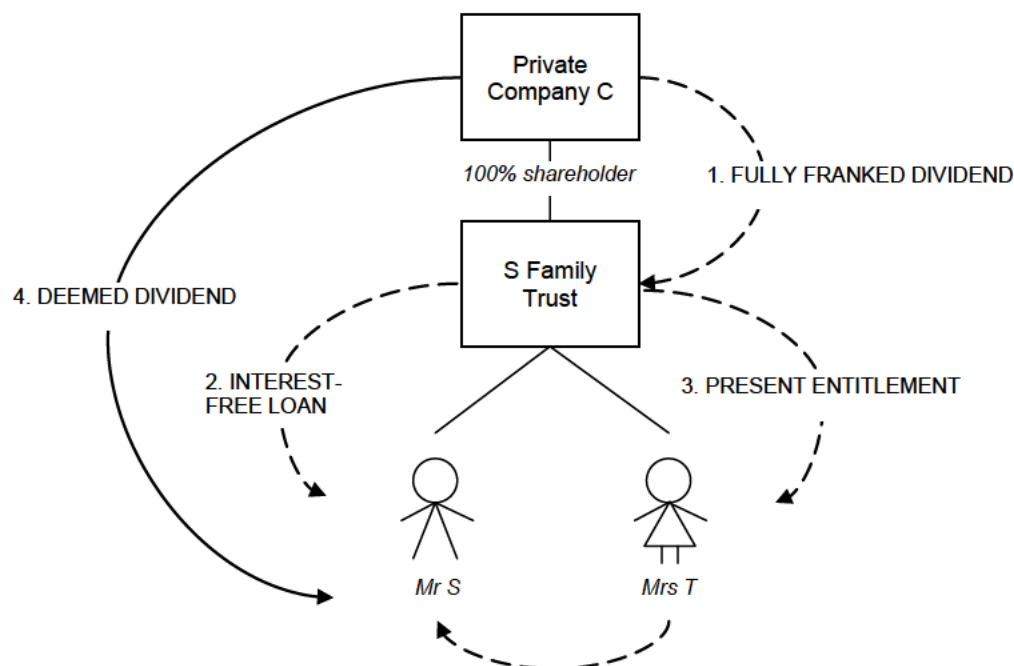 Private
Company C
100% shareholder
1. FULLY FRANKED DIVIDEND
S Family
Trust
4. DEEMED DIVIDEND
2. INTEREST-
FREE LOAN
3. PRESENT ENTITLEMENT
Mr S
Mrs T